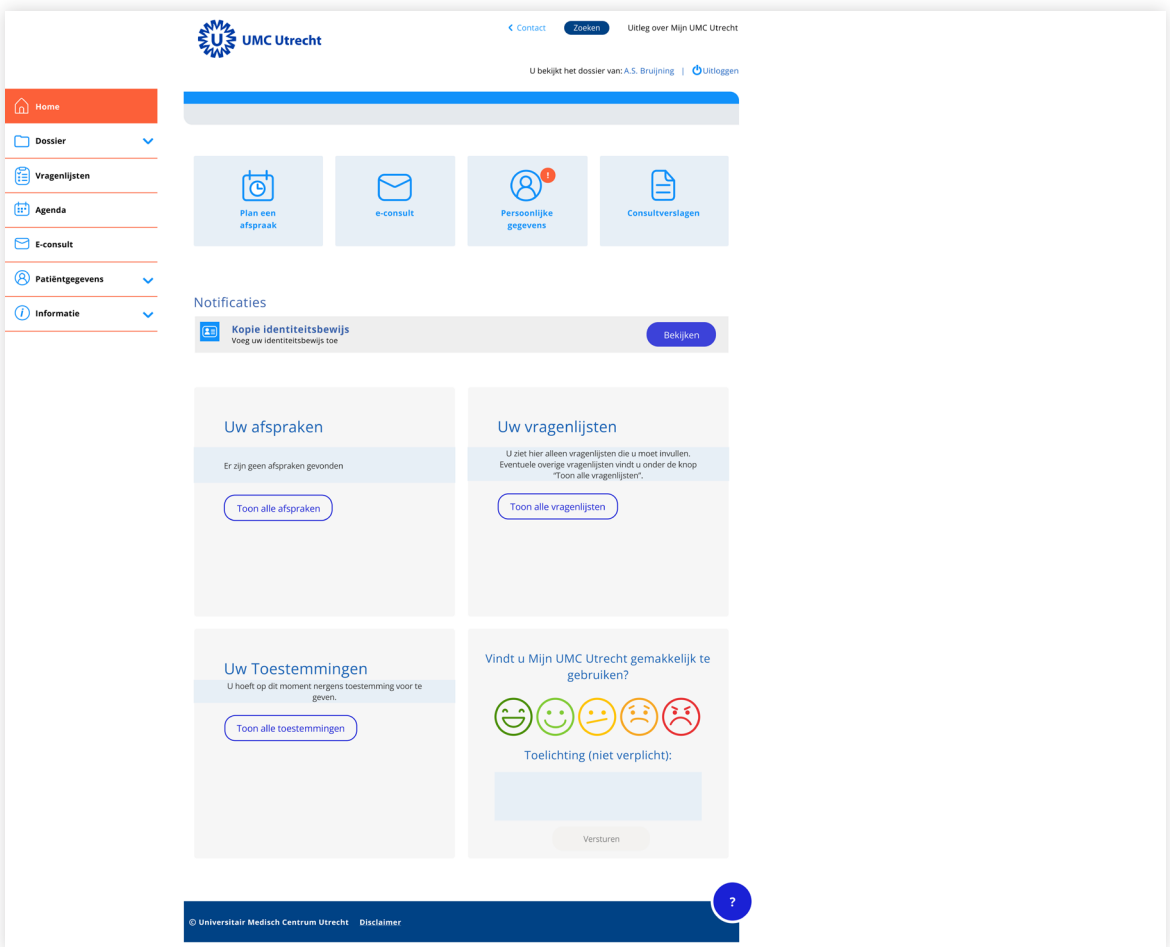 UMC Utrecht
Contact
Zoeken
Uitleg over Mijn UMC Utrecht
U bekijkt het dossier van: A.S. Bruijning | Uitloggen
Home
Dossier
Vragenlijsten
Agenda
E-consult
Patiëntgegevens
Informatie
Plan een
afspraak
e-consult
!
Persoonlijke
gegevens
Consultverslagen
Notificaties
Kopie identiteitsbewijs
Voeg uw identiteitsbewijs toe
Bekijken
Uw afspraken
Er zijn geen afspraken gevonden
Toon alle afspraken
Uw vragenlijsten
U ziet hier alleen vragenlijsten die u moet invullen.
Eventuele overige vragenlijsten vindt u onder de knop
"Toon alle vragenlijsten".
Toon alle vragenlijsten
Uw Toestemmingen
U hoeft op dit moment nergens toestemming voor te
geven.
Toon alle toestemmingen
Vindt u Mijn UMC Utrecht gemakkelijk te
gebruiken?
Toelichting (niet verplicht):
Versturen
?
© Universitair Medisch Centrum Utrecht Disclaimer